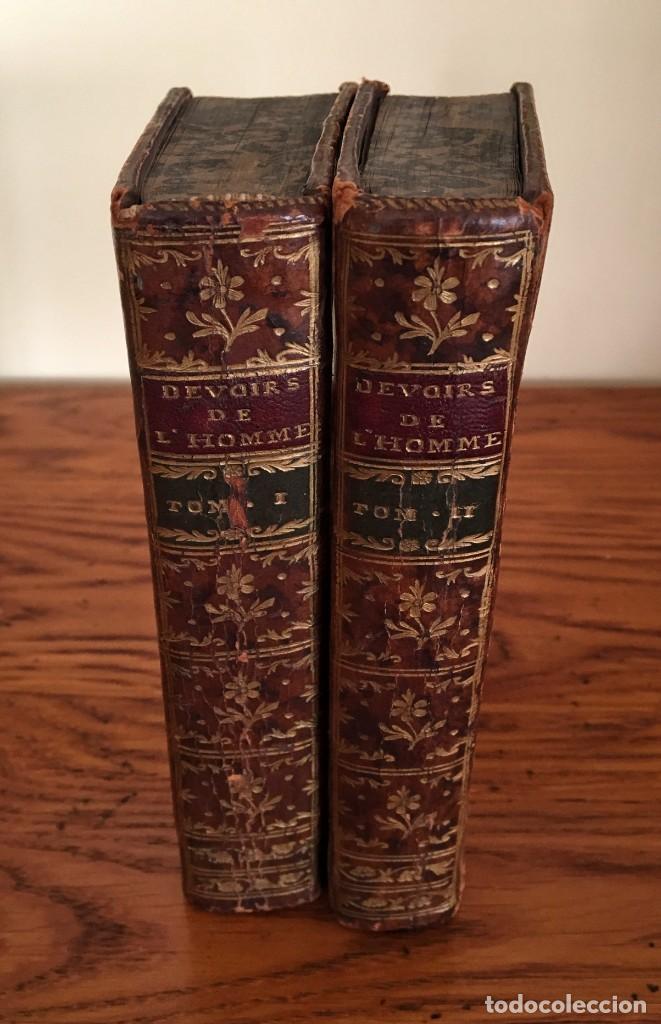 DEVOIRS
DE
L'HOMME
TOM · I
DEVOIRS
DE
L'HOMME
TOM · II
todocoleccion